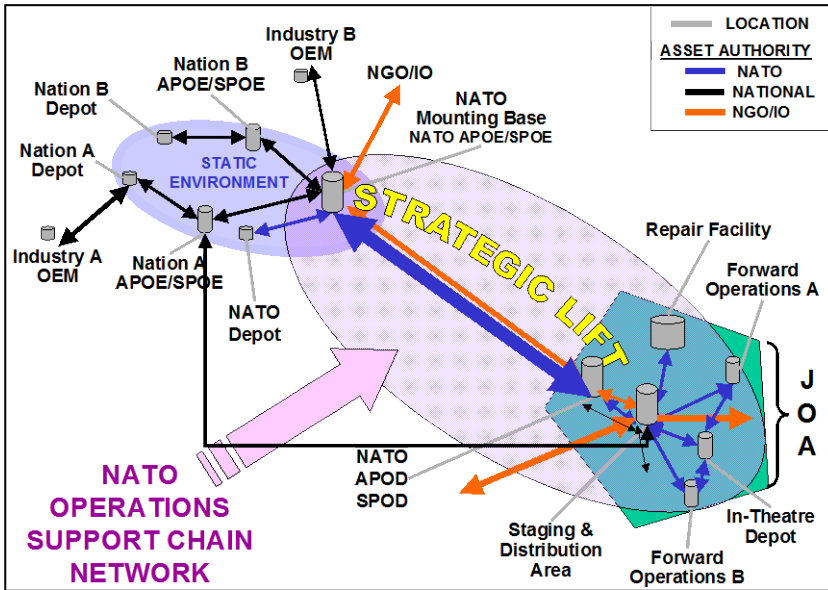 LOCATION
ASSET AUTHORITY
NATO
NATIONAL
NGO/IO
Industry B
OEM
Nation B
APOE/SPOE
NGO/IO
Nation B
Depot
NATO
Mounting Base
NATO APOE/SPOE
Nation A
Depot
STATIC
ENVIRONMENT
STRATEGIC LIFT
Industry A
OEM
Nation A
APOE/SPOE
NATO
Depot
Repair Facility
Forward
Operations A
J
O
A
NATO
APOD
SPOD
NATO
OPERATIONS
SUPPORT CHAIN
NETWORK
Staging &
Distribution
Area
In-Theatre
Depot
Forward
Operations B